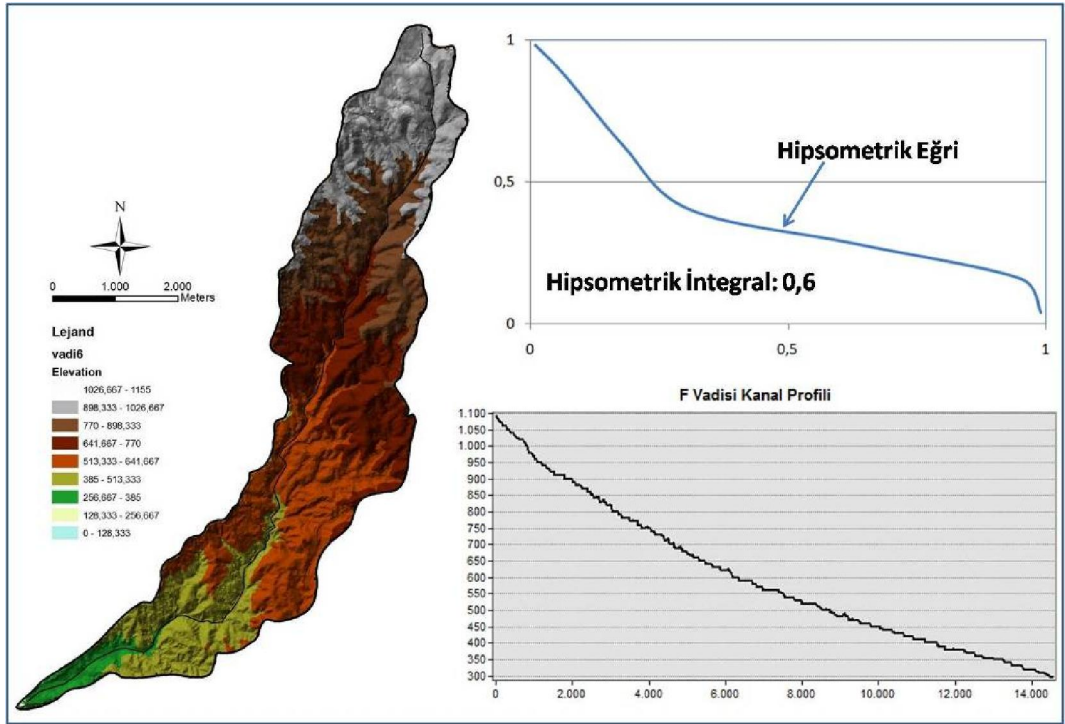 N
0 1.000 2.000
Meters
Lejand
vadi6
Elevation
1026,667 - 1155
898,333 - 1026,667
770 - 898,333
641,667 - 770
513,333 - 641,667
385 - 513,333
256,667 - 385
128,333 - 256,667
0 - 128,333
1
0,5
0
Hipsometrik Eğri
Hipsometrik İntegral: 0,6
0 0,5 1
F Vadisi Kanal Profili
1.100
1.050
1.000
950
900
850
800
750
700
650
600
550
500
450
400
350
300
0 2.000 4.000 6.000 8.000 10.000 12.000 14.000